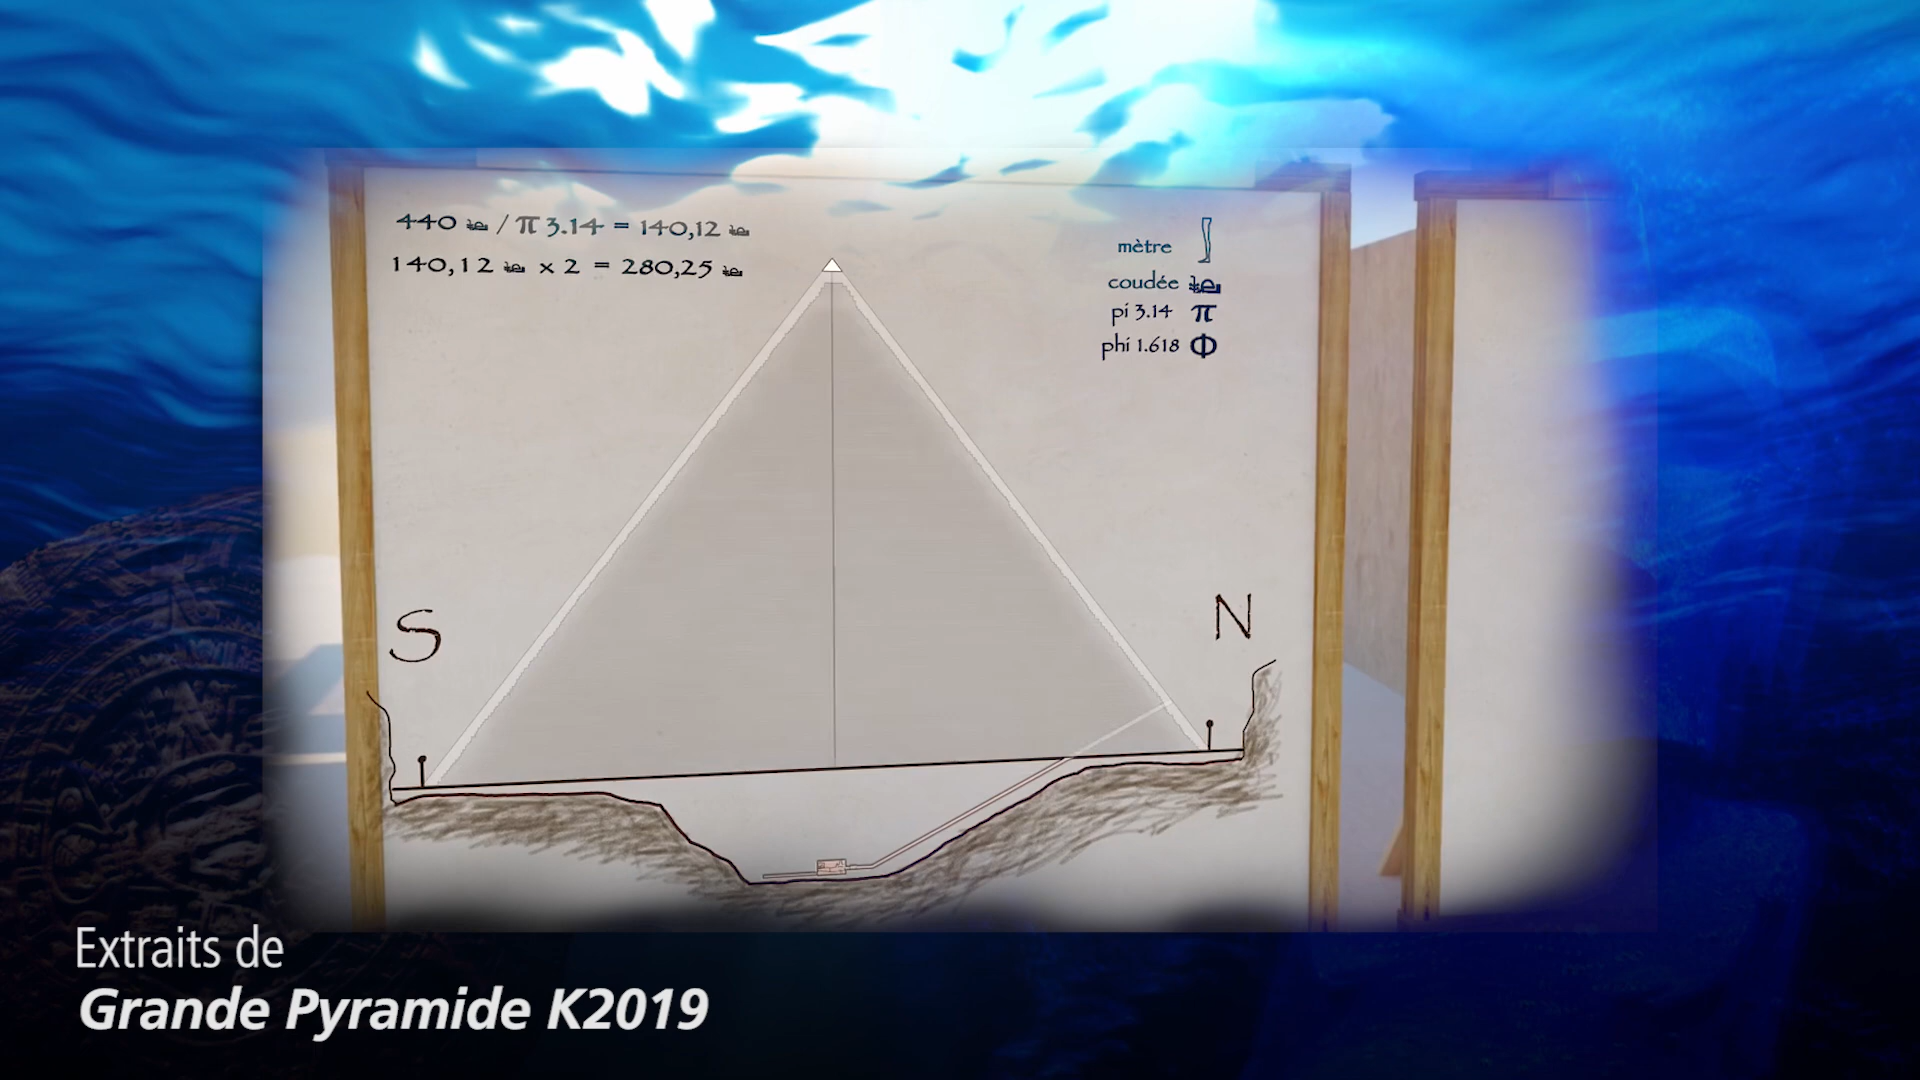 440 / π 3.14 = 140,12
140,12 x 2 = 280,25
mètre
coudée
pi 3.14 π
phi 1.618 Φ
S
N
Extraits de
Grande Pyramide K2019